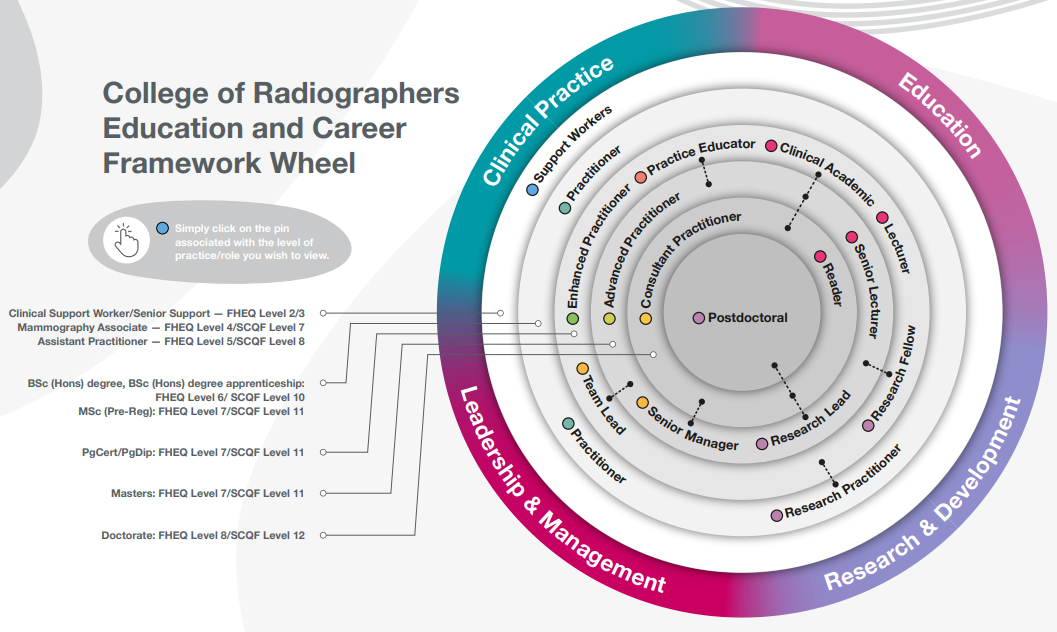 College of Radiographers
Education and Career
Framework Wheel
Simply click on the pin
associated with the level of
practice/role you wish to view.
Clinical Support Worker/Senior Support — FHEQ Level 2/3
Mammography Associate — FHEQ Level 4/SCQF Level 7
Assistant Practitioner — FHEQ Level 5/SCQF Level 8
BSc (Hons) degree, BSc (Hons) degree apprenticeship:
FHEQ Level 6/ SCQF Level 10
MSc (Pre-Reg): FHEQ Level 7/SCQF Level 11
PgCert/PgDip: FHEQ Level 7/SCQF Level 11
Masters: FHEQ Level 7/SCQF Level 11
Doctorate: FHEQ Level 8/SCQF Level 12
Clinical Practice
Education
Leadership & Management
Research & Development
Support Workers
Practitioner
Enhanced Practitioner
Practice Educator
Advanced Practitioner
Consultant Practitioner
Clinical Academic
Lecturer
Senior Lecturer
Reader
Postdoctoral
Research Fellow
Research Lead
Research Practitioner
Team Lead
Senior Manager
Practitioner